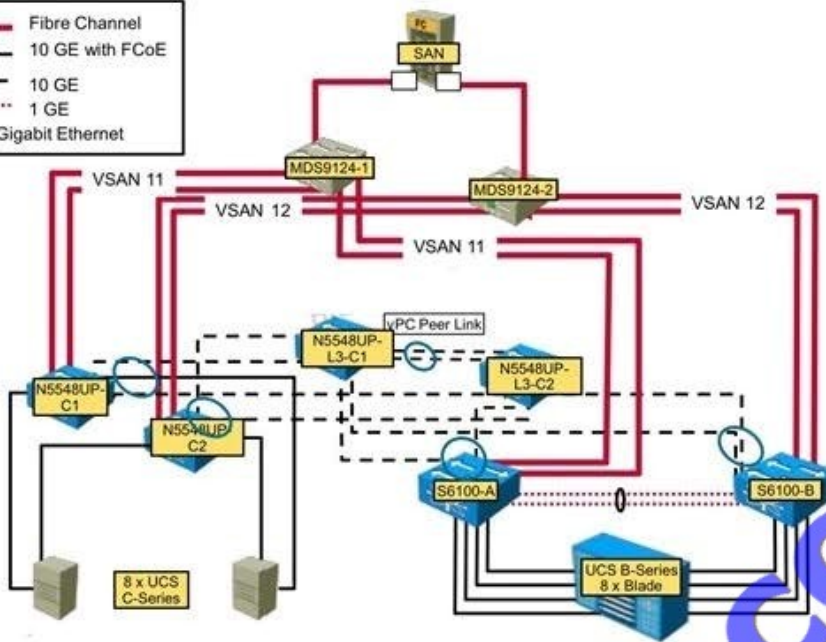 Fibre Channel
10 GE with FCoE
10 GE
1 GE
Gigabit Ethernet
FC
SAN
MDS9124-1
MDS9124-2
VSAN 11
VSAN 12
VSAN 12
VSAN 11
vPC Peer Link
N5548UP-
L3-C1
N5548UP-
L3-C2
N5548UP-
C1
N5548UP
C2
S6100-A
S6100-B
8 x UCS
C-Series
UCS B-Series
8 x Blade